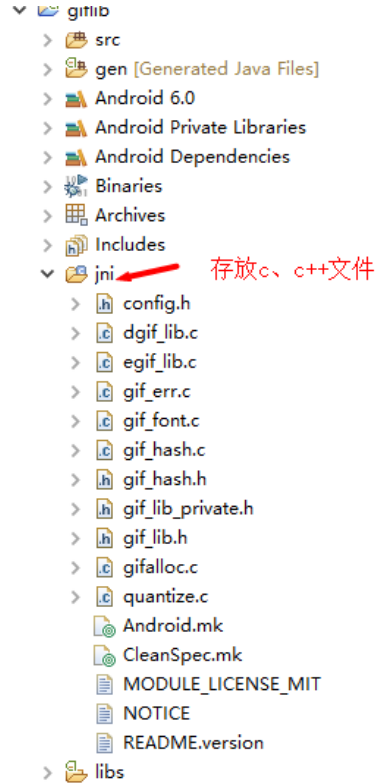 giflib
src
gen [Generated Java Files]
Android 6.0
Android Private Libraries
Android Dependencies
Binaries
Archives
Includes
jni
存放c、c++文件
config.h
dgif_lib.c
egif_lib.c
gif_err.c
gif_font.c
gif_hash.c
gif_hash.h
gif_lib_private.h
gif_lib.h
gifalloc.c
quantize.c
Android.mk
CleanSpec.mk
MODULE_LICENSE_MIT
NOTICE
README.version
libs